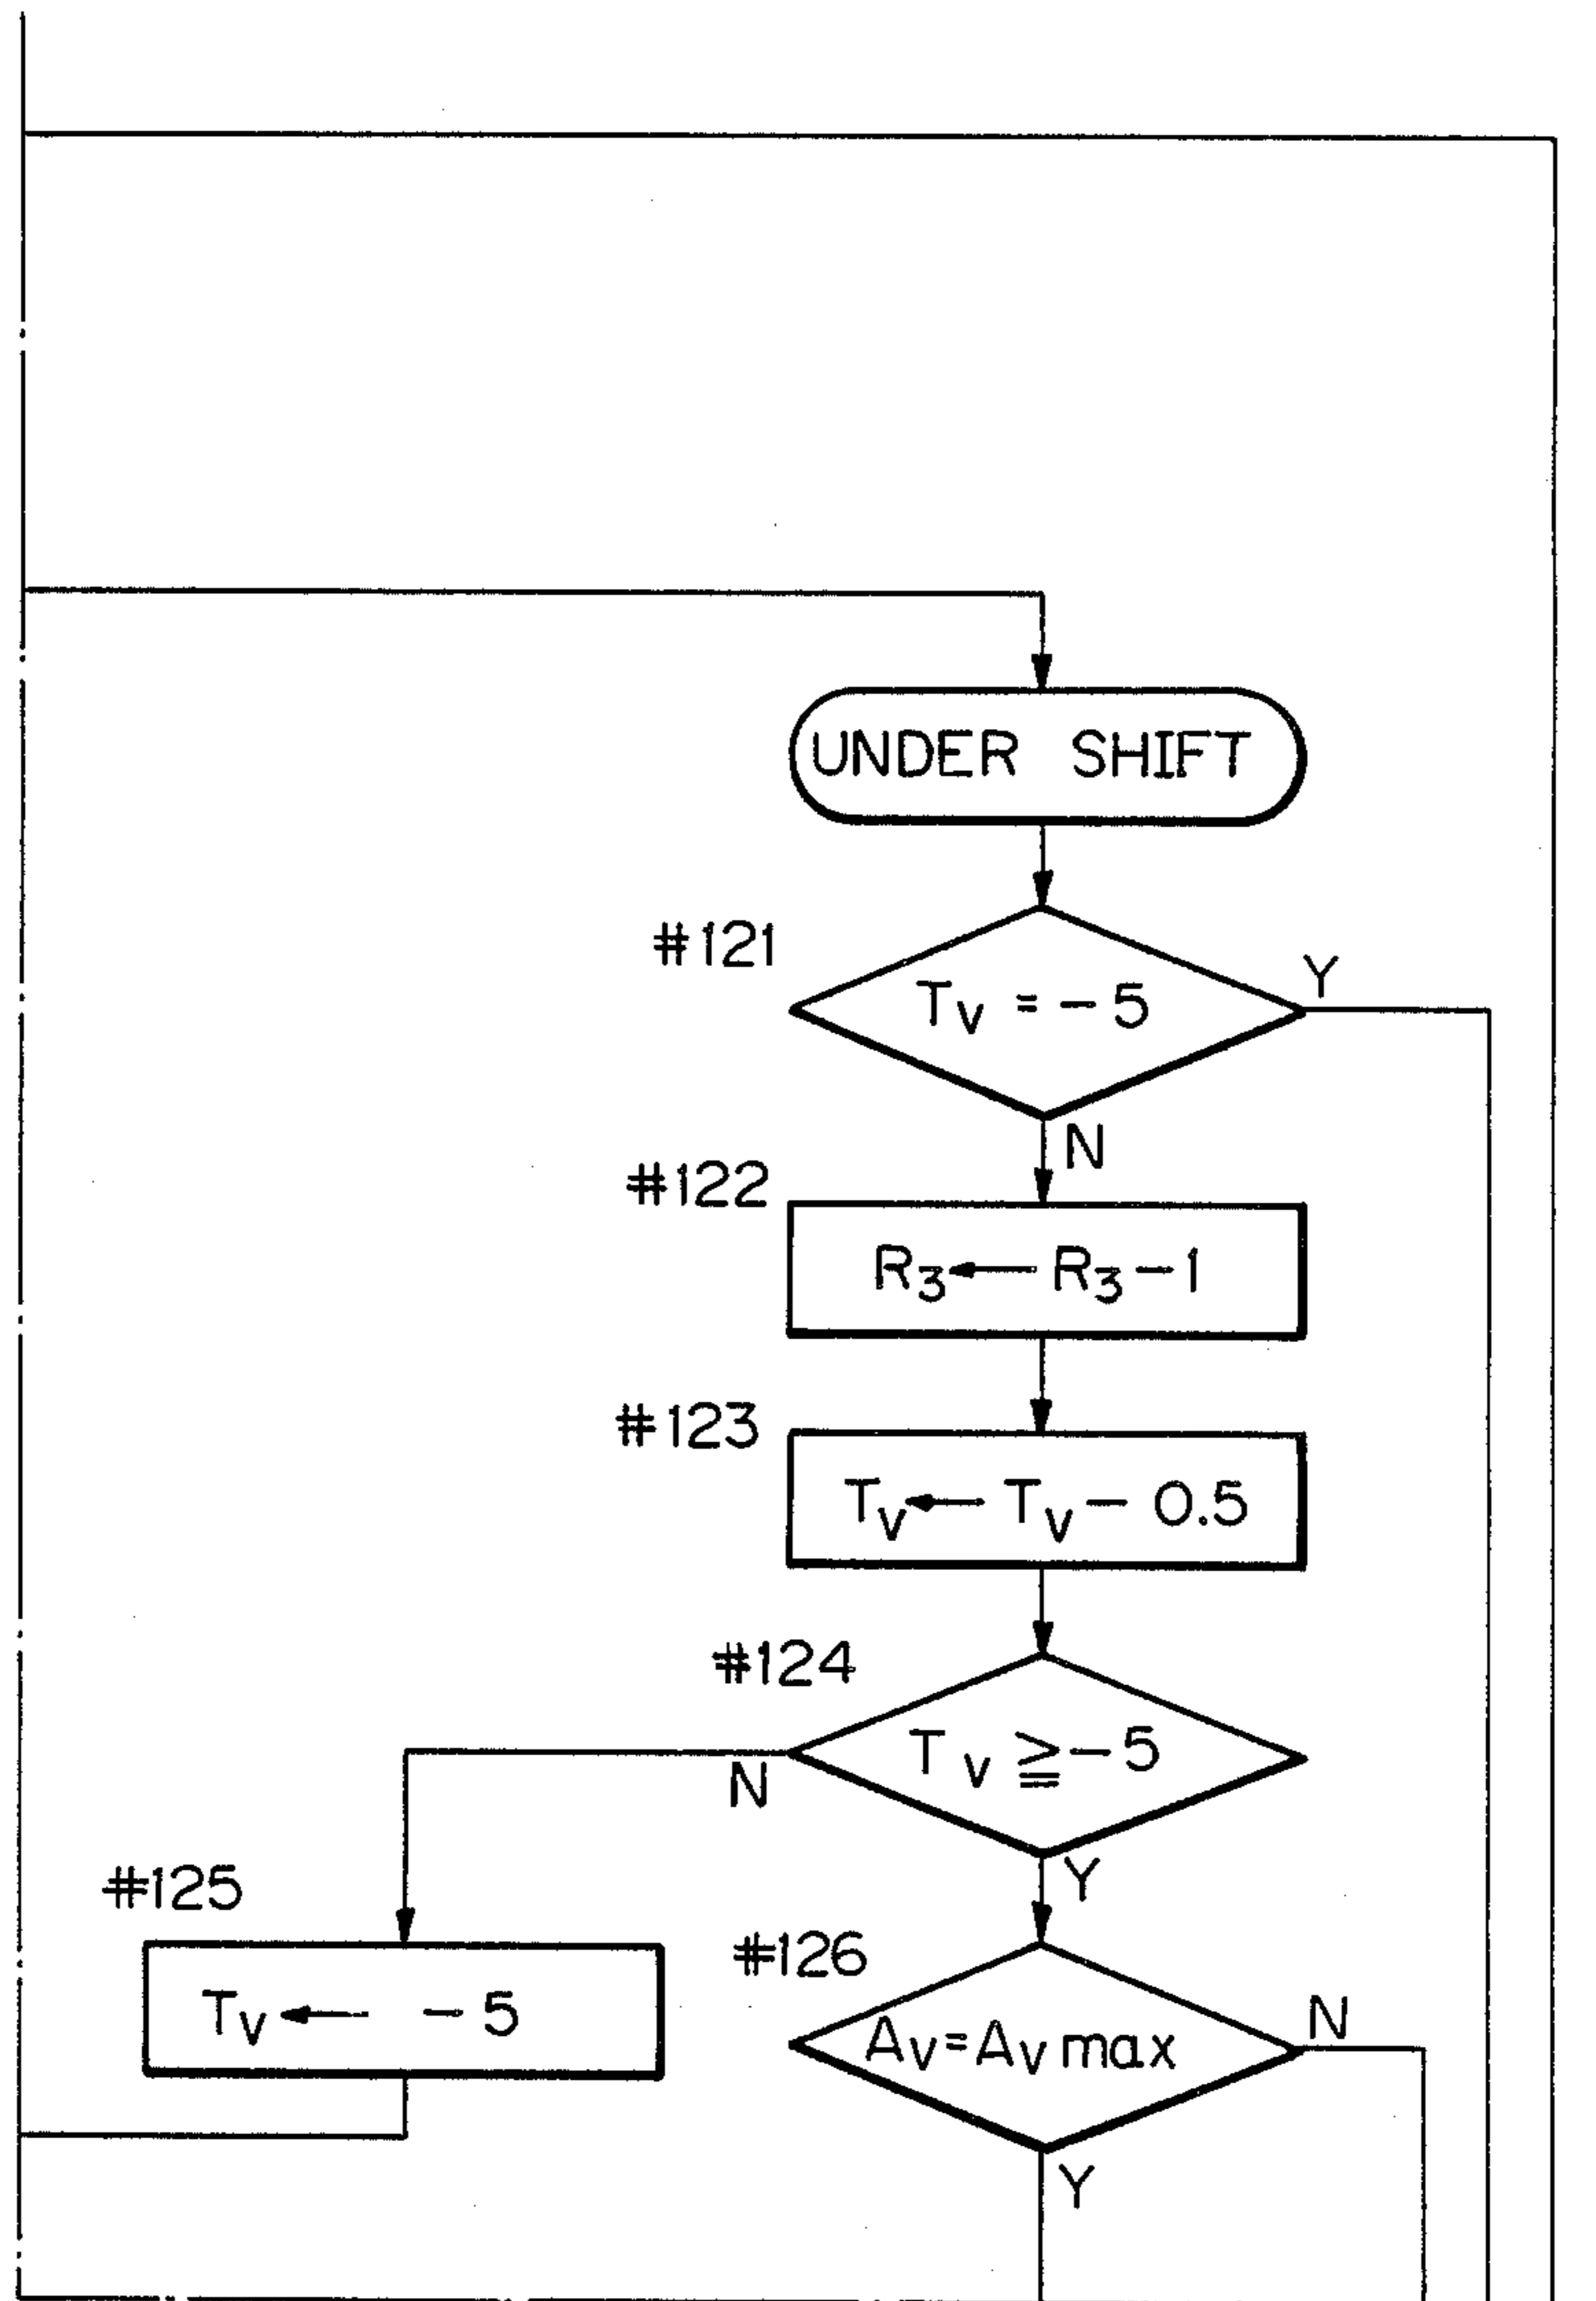 UNDER SHIFT
#121
Tv = -5
Y
N
#122
R3 ← R3 - 1
#123
Tv ← Tv - 0.5
#124
Tv ≧ -5
N
Y
#125
Tv ← -5
#126
Av = Av max
N
Y